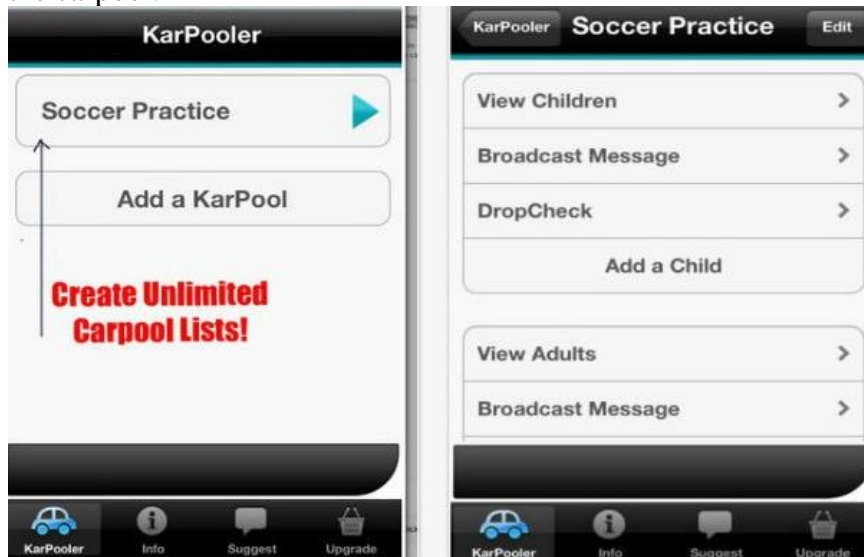 KarPooler
Soccer Practice
Add a KarPool
Create Unlimited
Carpool Lists!
KarPooler
Info
Suggest
Upgrade
KarPooler
Soccer Practice
Edit
View Children
Broadcast Message
DropCheck
Add a Child
View Adults
Broadcast Message
KarPooler
Info
Suggest
Upgrade